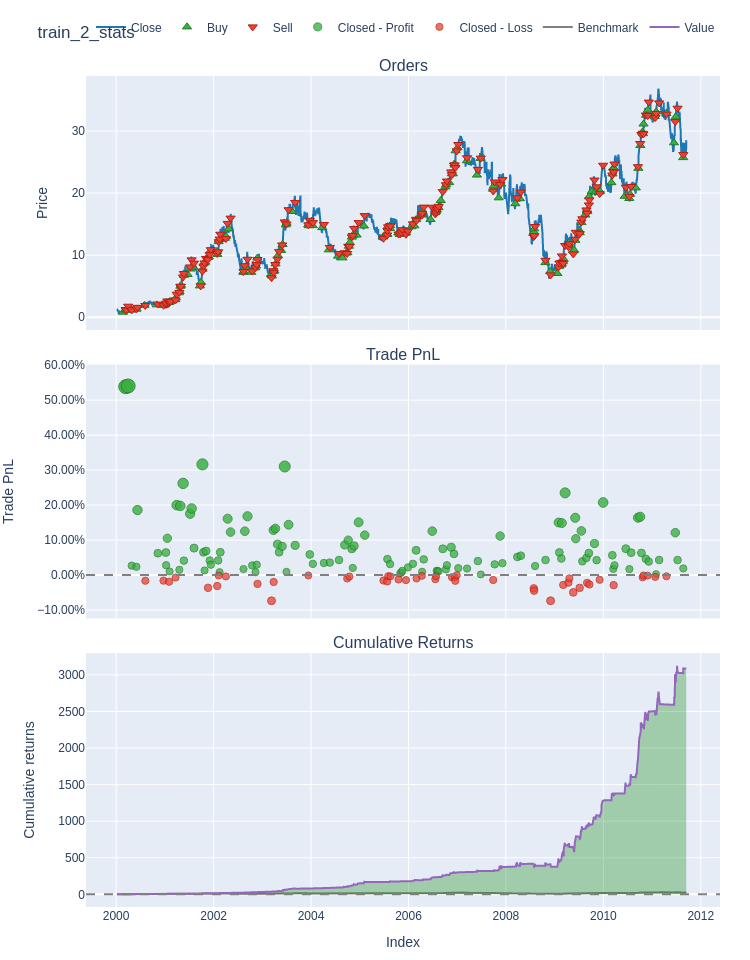 train_2_stats
Close Buy Sell Closed - Profit Closed - Loss Benchmark Value
Orders
30
20
10
0
Price
Trade PnL
60.00%
50.00%
40.00%
30.00%
20.00%
10.00%
0.00%
−10.00%
Trade PnL
Cumulative Returns
3000
2500
2000
1500
1000
500
0
Cumulative returns
2000 2002 2004 2006 2008 2010 2012
Index